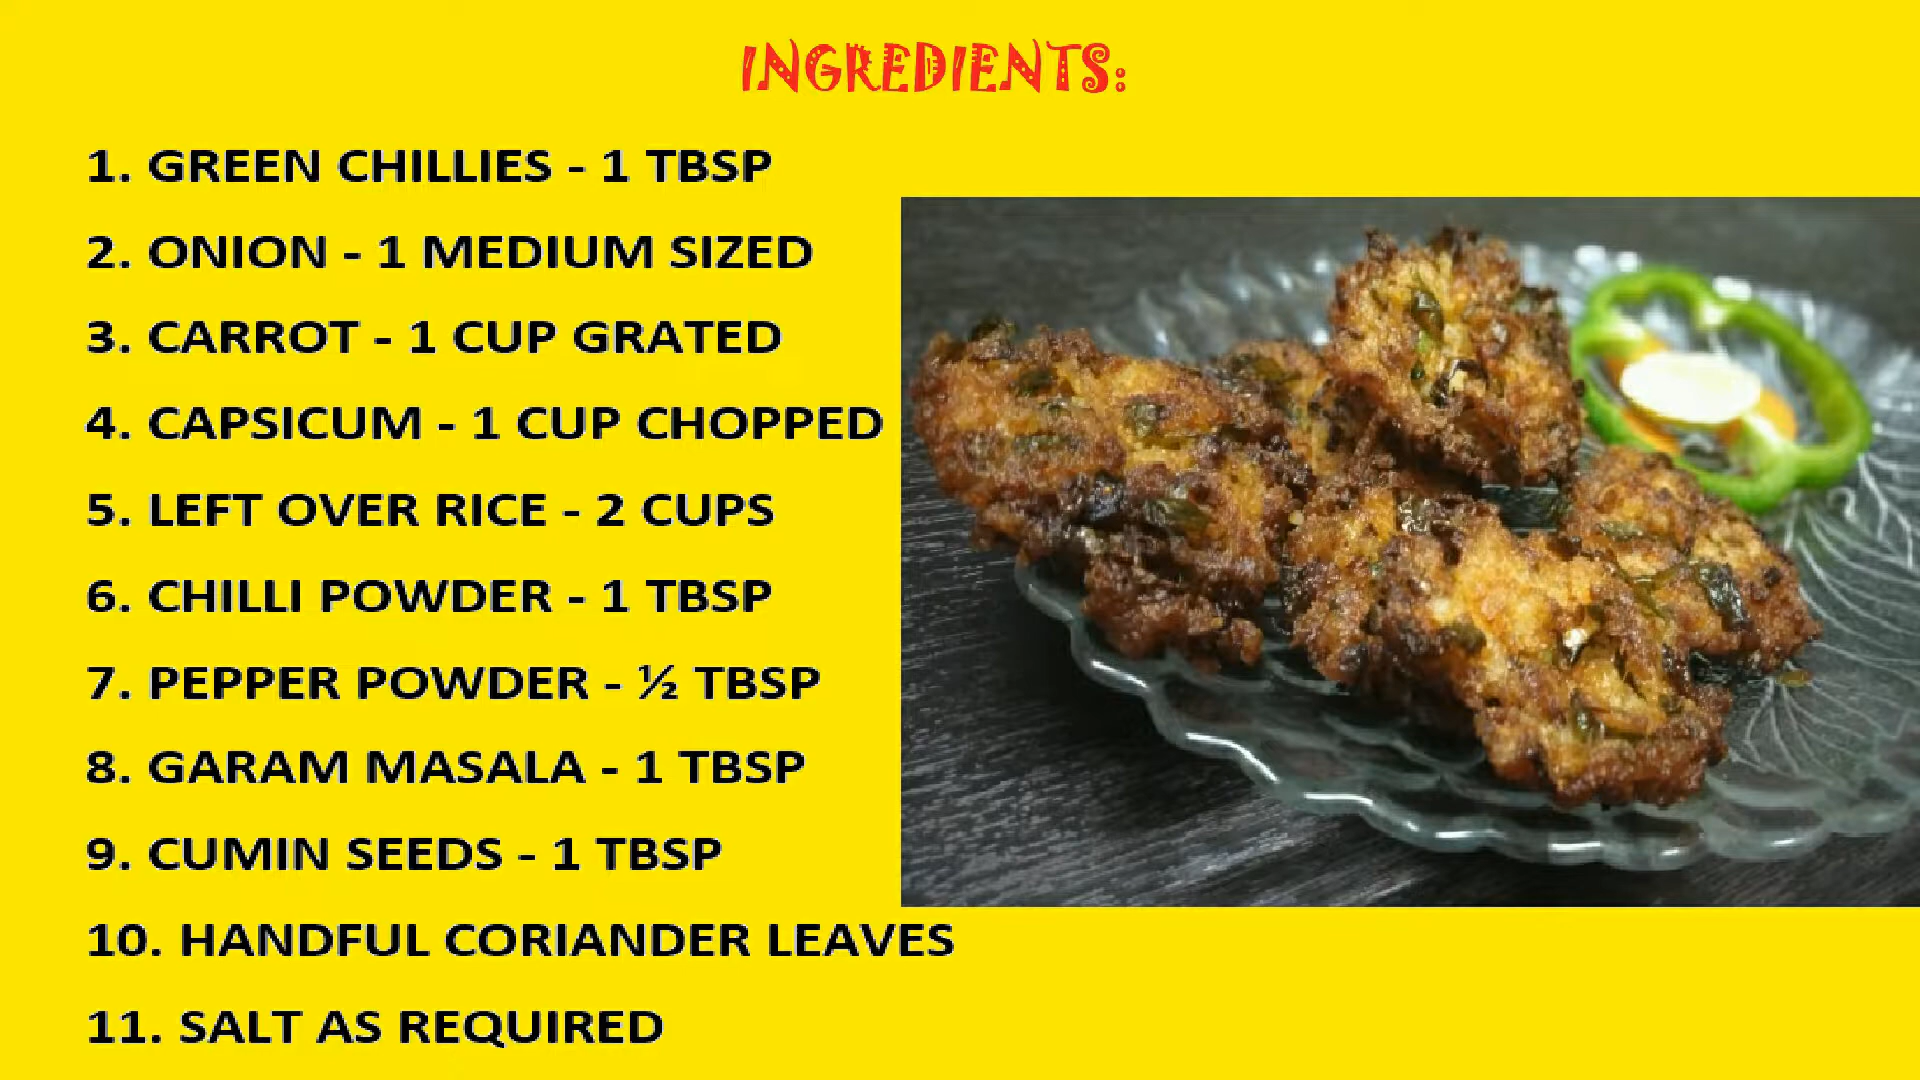 INGREDIENTS:
1. GREEN CHILLIES - 1 TBSP
2. ONION - 1 MEDIUM SIZED
3. CARROT - 1 CUP GRATED
4. CAPSICUM - 1 CUP CHOPPED
5. LEFT OVER RICE - 2 CUPS
6. CHILLI POWDER - 1 TBSP
7. PEPPER POWDER - ½ TBSP
8. GARAM MASALA - 1 TBSP
9. CUMIN SEEDS - 1 TBSP
10. HANDFUL CORIANDER LEAVES
11. SALT AS REQUIRED